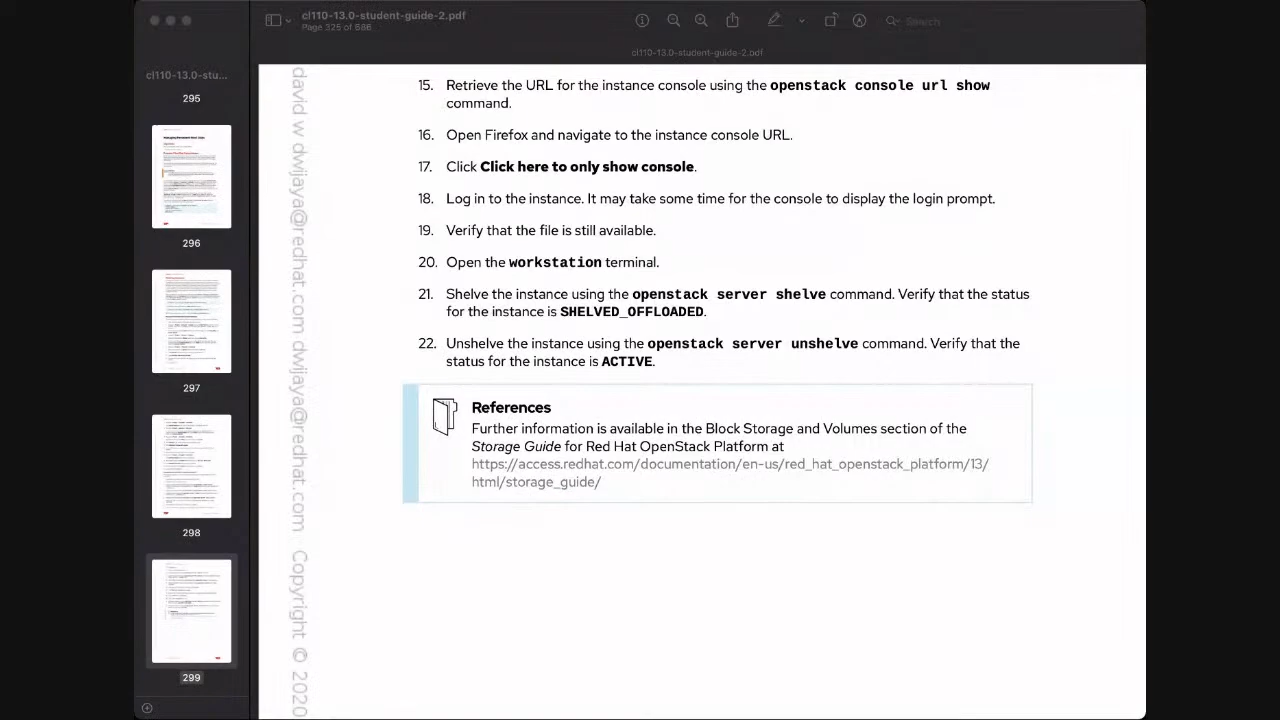 cl110-13.0-student-guide-2.pdf
Page 325 of 586
Search
cl110-13.0-student-guide-2.pdf
cl110-13.0-stu...
295
296
297
298
299
15. Retrieve the URL for the instance console using the openstack console url show
command.
16. Open Firefox and navigate to the instance console URL.
17. Click Click here to show only console.
18. Log in to the instance. It might take some time for the console to display the login prompt.
19. Verify that the file is still available.
20. Open the workstation terminal.
21. Shelve the instance using the openstack server shelve command. Verify that the status
for the instance is SHELVED_OFFLOADED.
22. Unshelve the instance using the openstack server unshelve command. Verify that the
status for the instance is ACTIVE.
References
Further information is available in the Block Storage and Volumes section of the
Storage Guide for Red Hat OpenStack Platform at
https://access.redhat.com/documentation/en-us/red_hat_openstack_platform/13/
html/storage_guide/
david w dwijaya@rednat.com dwijaya@rednat.com Copyright © 2020